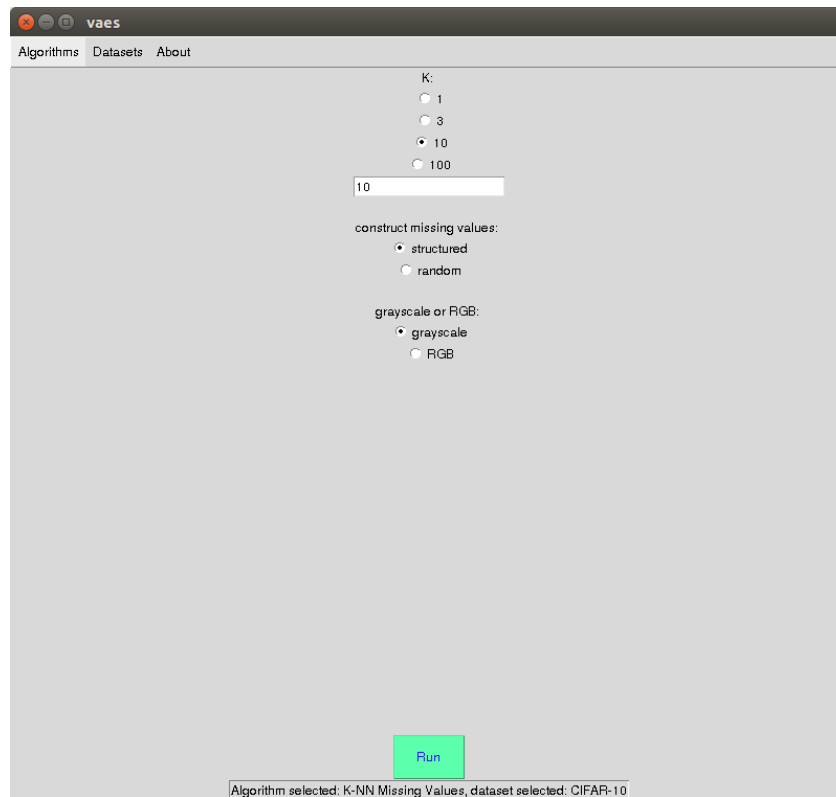 vaes
Algorithms Datasets About
K:
1
3
10
100
10
construct missing values:
structured
random
grayscale or RGB:
grayscale
RGB
Run
Algorithm selected: K-NN Missing Values, dataset selected: CIFAR-10